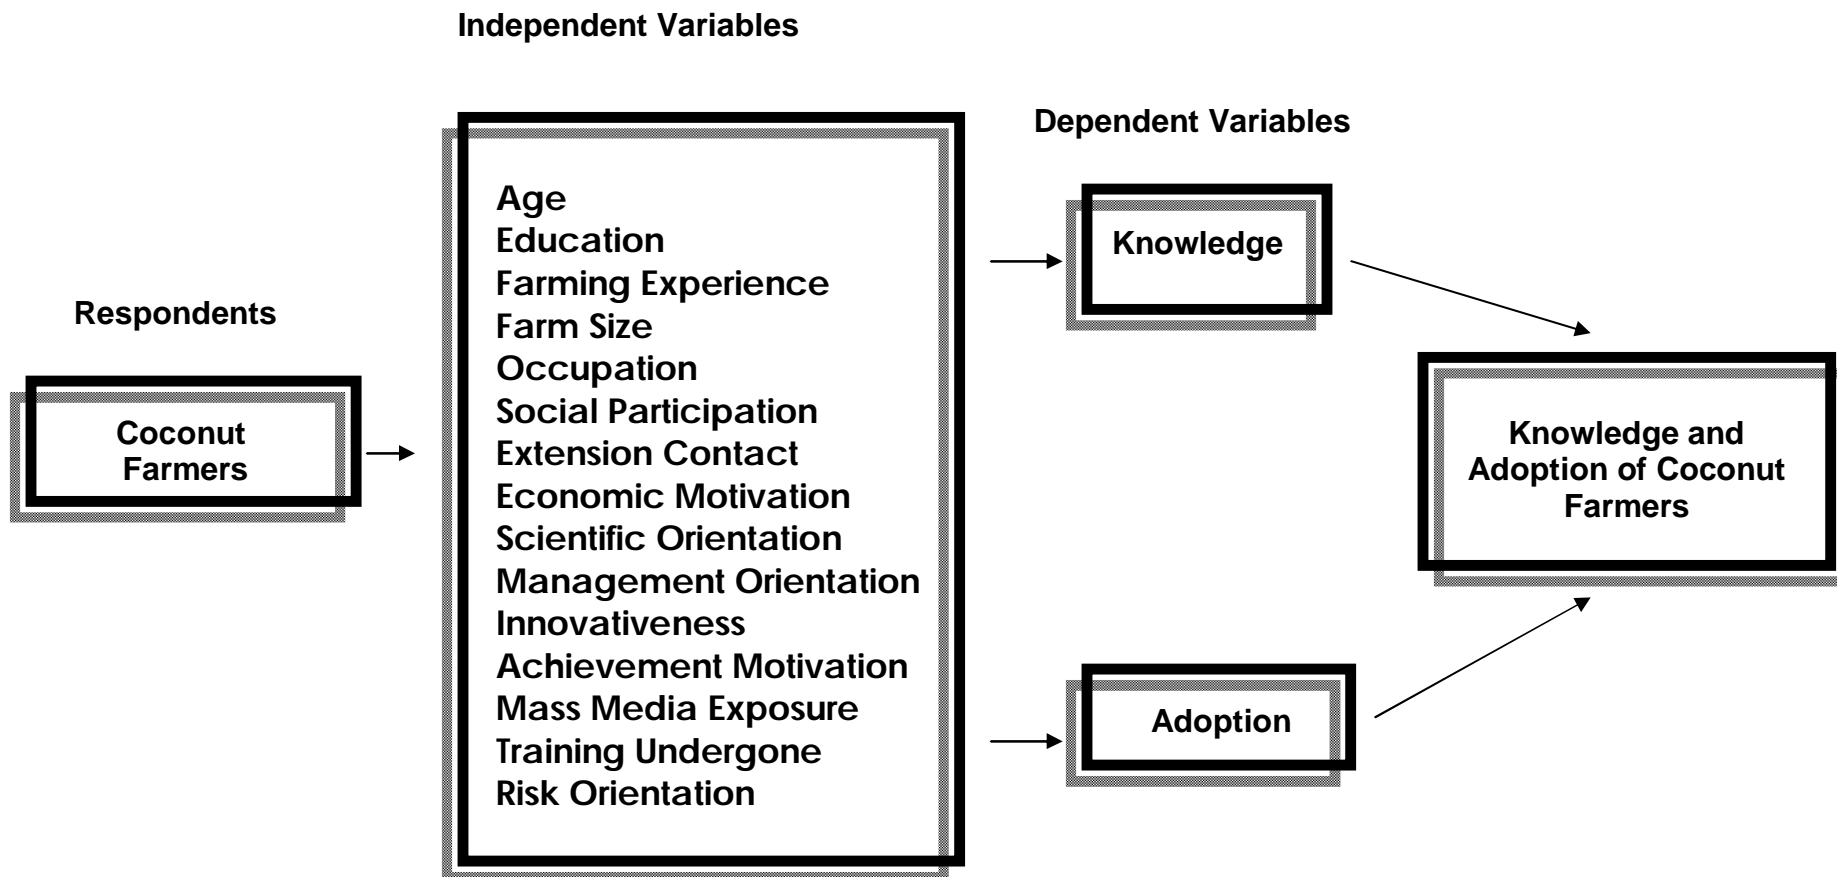 Independent Variables
Dependent Variables
Respondents
Coconut
Farmers
Age
Education
Farming Experience
Farm Size
Occupation
Social Participation
Extension Contact
Economic Motivation
Scientific Orientation
Management Orientation
Innovativeness
Achievement Motivation
Mass Media Exposure
Training Undergone
Risk Orientation
Knowledge
Adoption
Knowledge and
Adoption of Coconut
Farmers